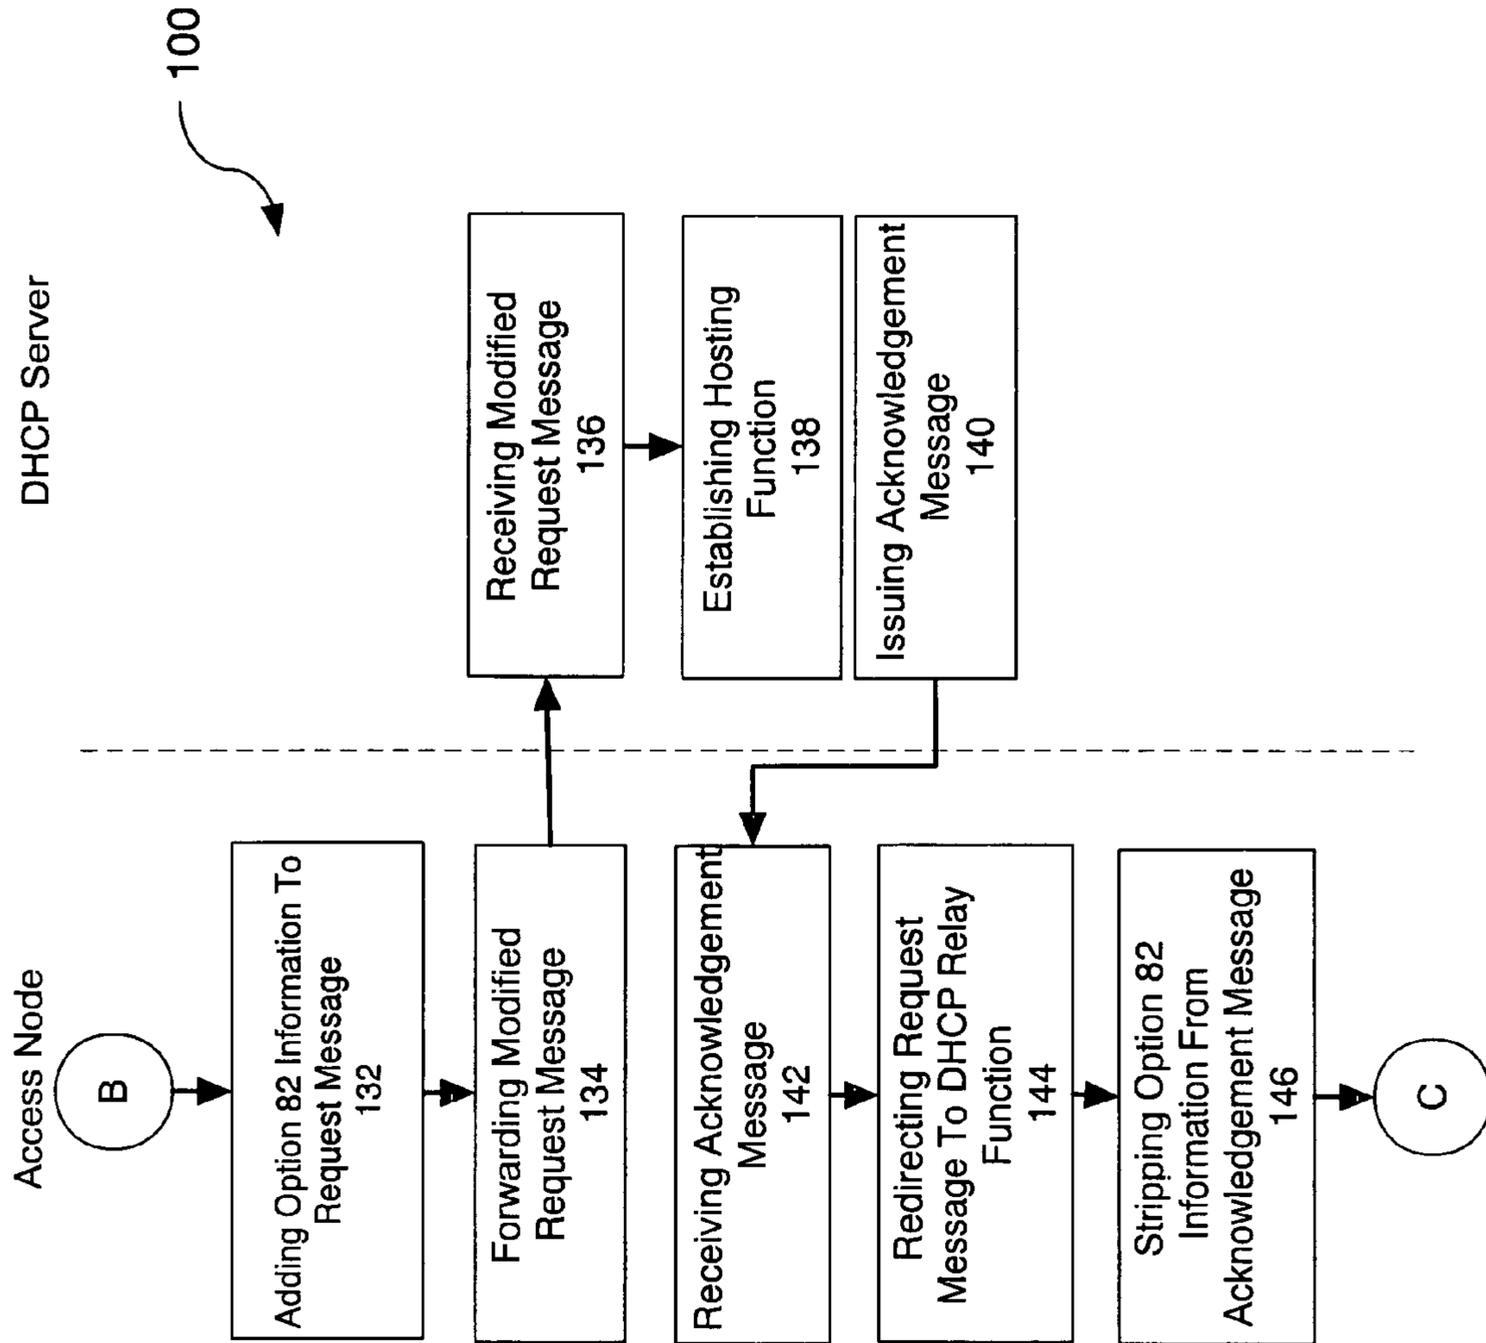 Access Node
DHCP Server
100
B
Adding Option 82 Information To
Request Message
132
Forwarding Modified
Request Message
134
Receiving Modified
Request Message
136
Establishing Hosting
Function
138
Issuing Acknowledgement
Message
140
Receiving Acknowledgement
Message
142
Redirecting Request
Message To DHCP Relay
Function
144
Stripping Option 82
Information From
Acknowledgement Message
146
C